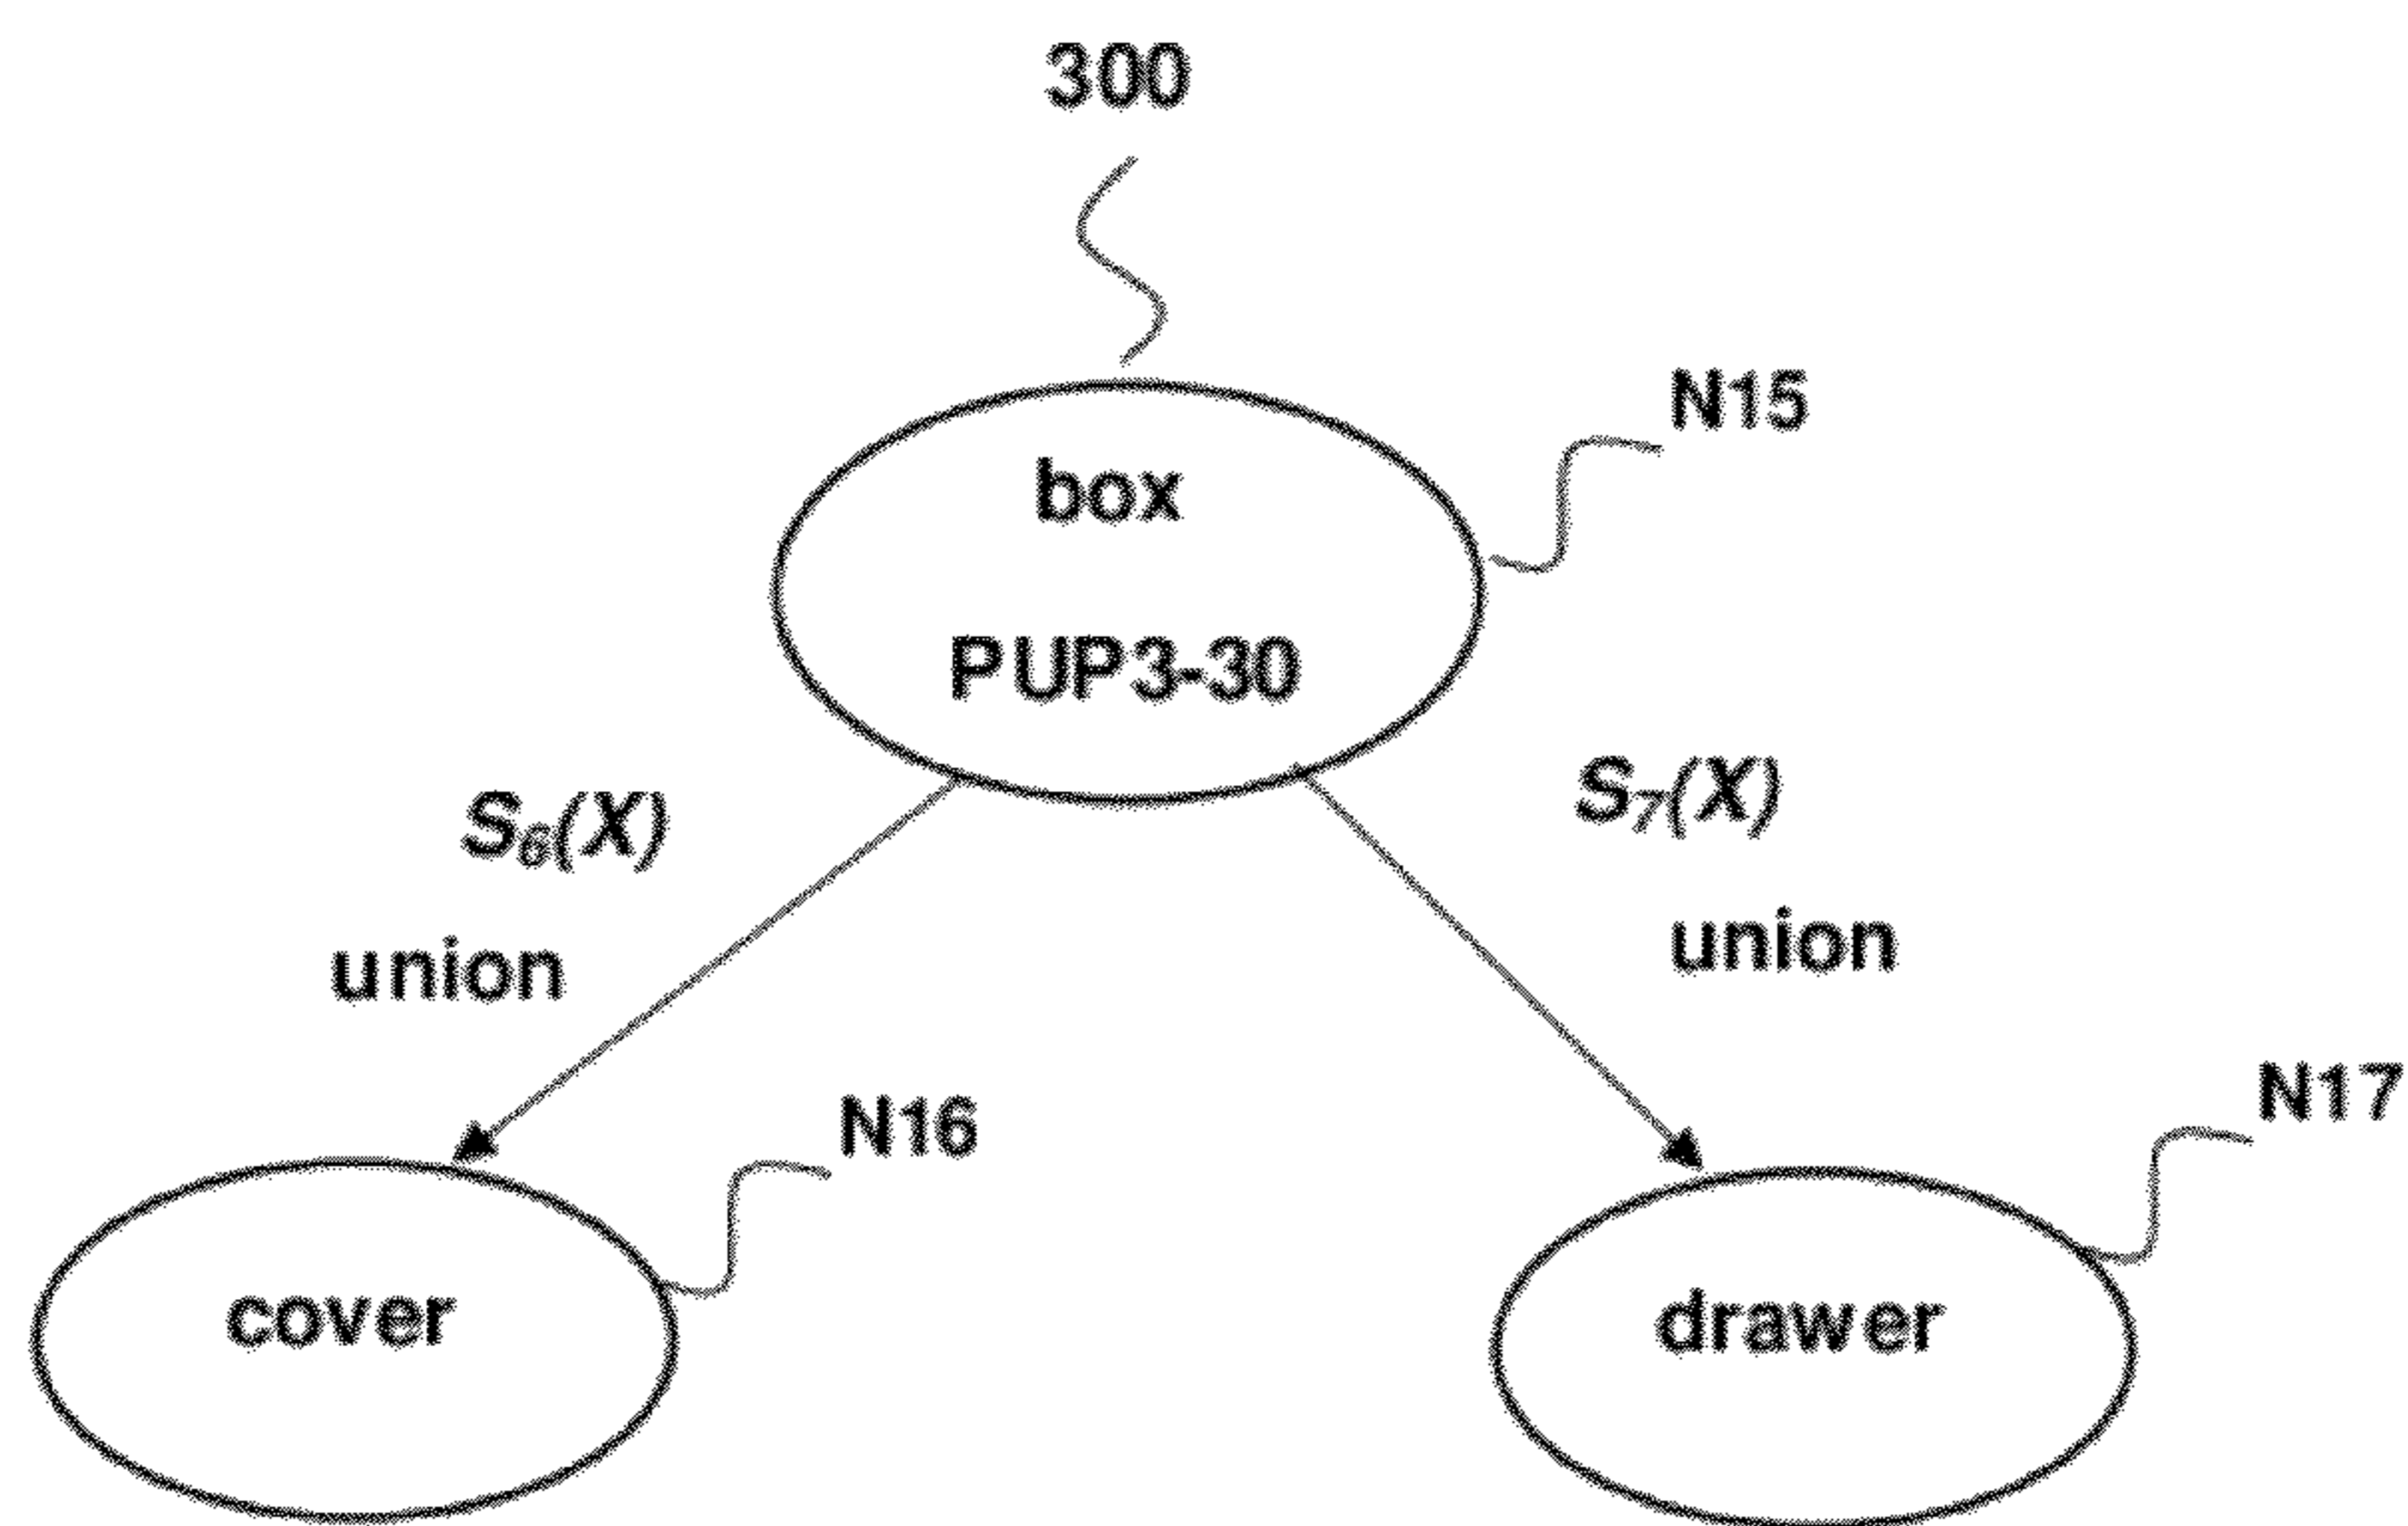 300
N15
box
PUP3-30
S₆(X)
union
S₇(X)
union
N16
N17
cover
drawer